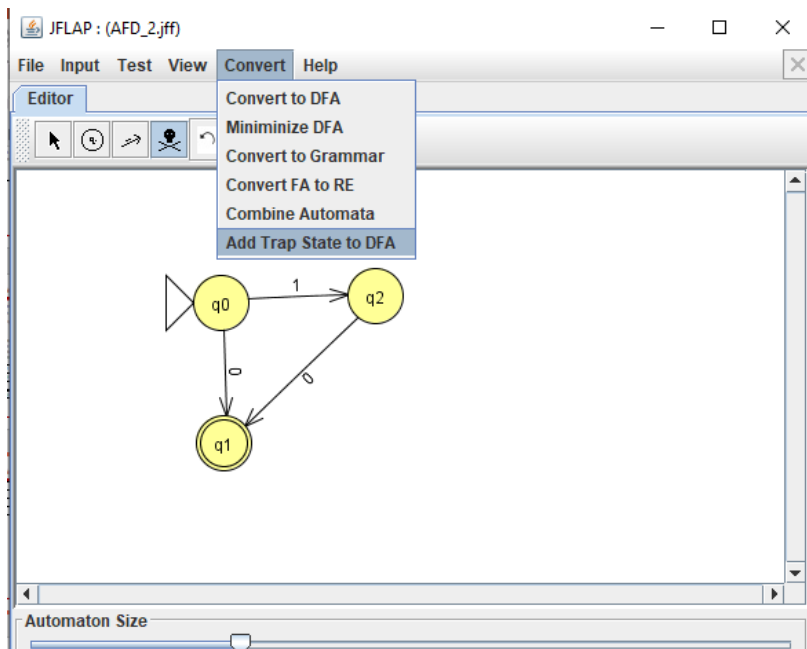 JFLAP : (AFD_2.jff)
File Input Test View Convert Help
Editor
Convert to DFA
Miniminize DFA
Convert to Grammar
Convert FA to RE
Combine Automata
Add Trap State to DFA
q0
1
q2
0
0
q1
Automaton Size